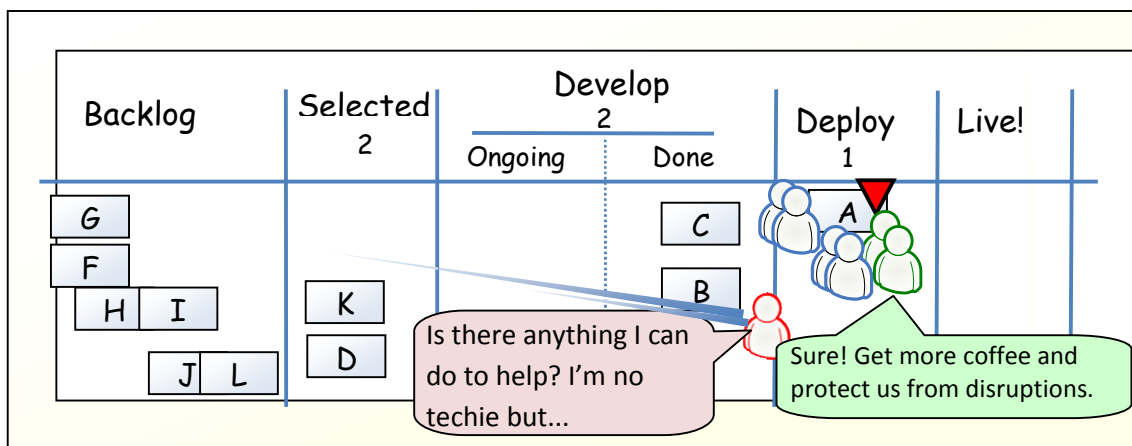 Backlog
Selected
2
Develop
2
Ongoing
Done
Deploy
1
Live!
G
F
H I
J L
K
D
C
B
A
Is there anything I can
do to help? I’m no
techie but...
Sure! Get more coffee and
protect us from disruptions.